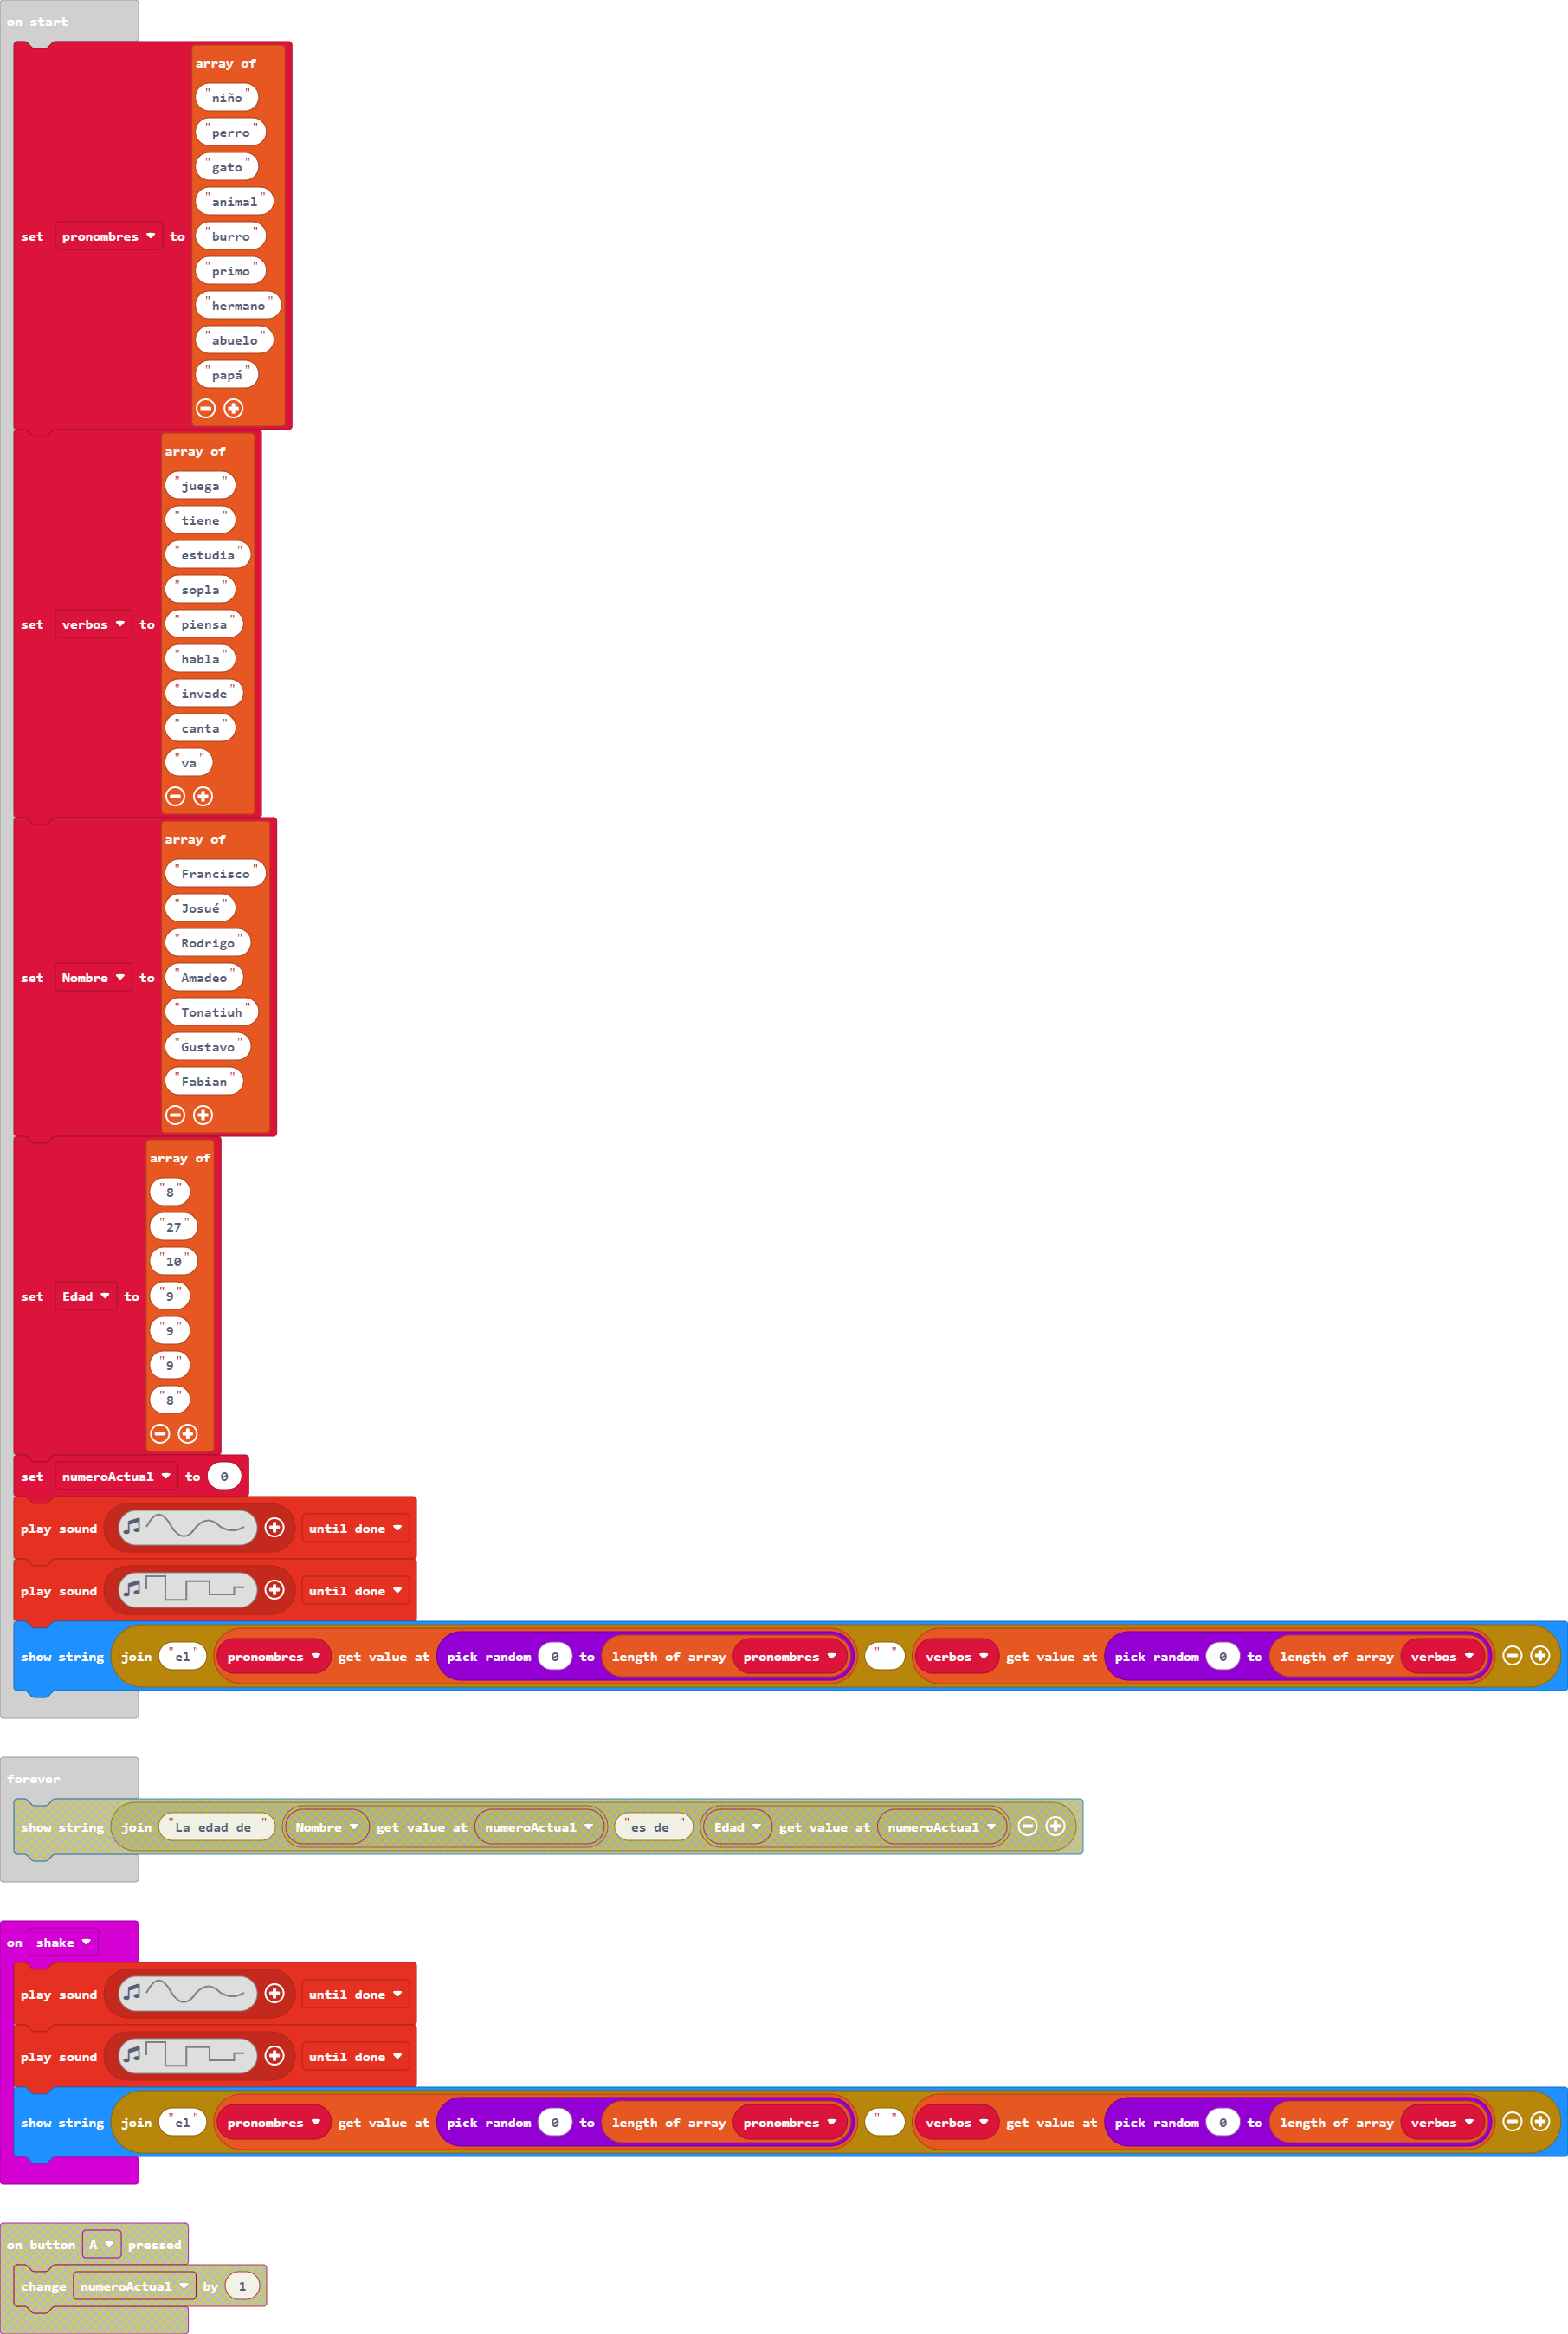 on start
set pronombres to array of
"niño"
"perro"
"gato"
"animal"
"burro"
"primo"
"hermano"
"abuelo"
"papá"
set verbos to array of
"juega"
"tiene"
"estudia"
"sopla"
"piensa"
"habla"
"invade"
"canta"
"va"
set Nombre to array of
"Francisco"
"Josué"
"Rodrigo"
"Amadeo"
"Tonatiuh"
"Gustavo"
"Fabian"
set Edad to array of
"8"
"27"
"10"
"9"
"9"
"9"
"8"
set numeroActual to 0
play sound until done
play sound until done
show string join "el" pronombres get value at pick random 0 to length of array pronombres " " verbos get value at pick random 0 to length of array verbos
forever
show string join "La edad de " Nombre get value at numeroActual "es de " Edad get value at numeroActual
on shake
play sound until done
play sound until done
show string join "el" pronombres get value at pick random 0 to length of array pronombres " " verbos get value at pick random 0 to length of array verbos
on button A pressed
change numeroActual by 1